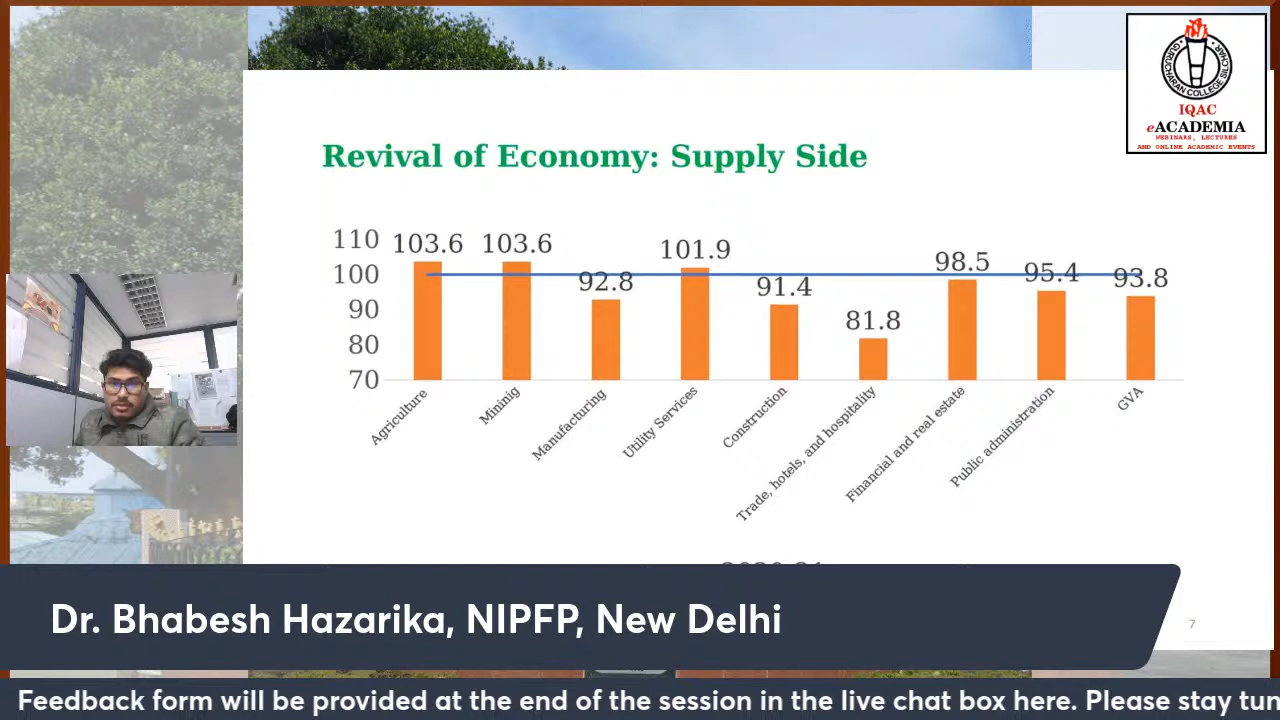 GURUCHARAN COLLEGE SILCHAR
IQAC
eACADEMIA
WEBINARS, LECTURES
AND ONLINE ACADEMIC EVENTS
Revival of Economy: Supply Side
110
100
90
80
70
103.6
103.6
92.8
101.9
91.4
81.8
98.5
95.4
93.8
Agriculture
Mininig
Manufacturing
Utility Services
Construction
Trade, hotels, and hospitality
Financial and real estate
Public administration
GVA
Dr. Bhabesh Hazarika, NIPFP, New Delhi
7
Feedback form will be provided at the end of the session in the live chat box here. Please stay tun